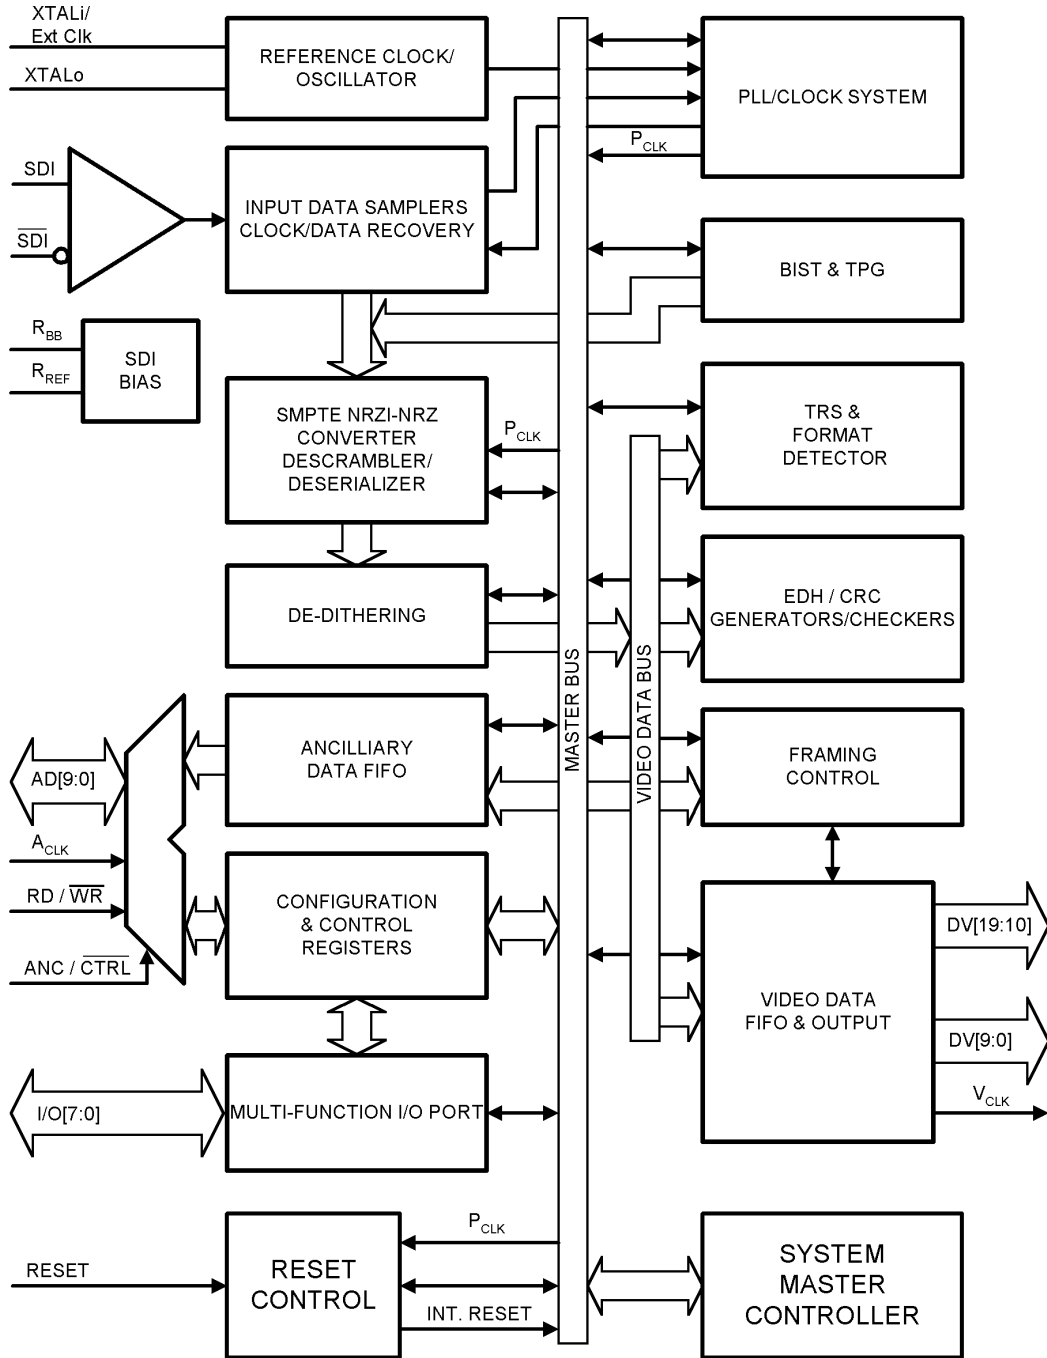 XTALi/
Ext Clk
XTALo
REFERENCE CLOCK/
OSCILLATOR
PLL/CLOCK SYSTEM
PCLK
SDI
SDI
INPUT DATA SAMPLERS
CLOCK/DATA RECOVERY
BIST & TPG
RBB
RREF
SDI
BIAS
SMPTE NRZI-NRZ
CONVERTER
DESCRAMBLER/
DESERIALIZER
PCLK
TRS &
FORMAT
DETECTOR
DE-DITHERING
EDH / CRC
GENERATORS/CHECKERS
MASTER BUS
VIDEO DATA BUS
AD[9:0]
ACLK
RD / WR
ANC / CTRL
ANCILLIARY
DATA FIFO
FRAMING
CONTROL
CONFIGURATION
& CONTROL
REGISTERS
VIDEO DATA
FIFO & OUTPUT
DV[19:10]
DV[9:0]
VCLK
I/O[7:0]
MULTI-FUNCTION I/O PORT
RESET
RESET
CONTROL
PCLK
INT. RESET
SYSTEM
MASTER
CONTROLLER